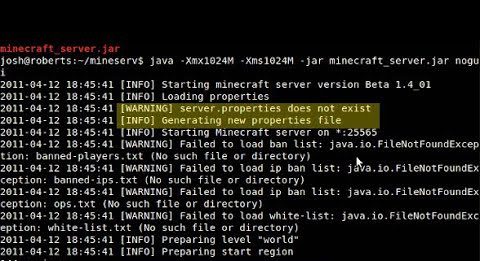 minecraft_server.jar
josh@roberts:~/mineserv$ java -Xmx1024M -Xms1024M -jar minecraft_server.jar nogu
i
2011-04-12 18:45:41 [INFO] Starting minecraft server version Beta 1.4_01
2011-04-12 18:45:41 [INFO] Loading properties
2011-04-12 18:45:41 [WARNING] server.properties does not exist
2011-04-12 18:45:41 [INFO] Generating new properties file
2011-04-12 18:45:41 [INFO] Starting Minecraft server on *:25565
2011-04-12 18:45:41 [WARNING] Failed to load ban list: java.io.FileNotFoundExcep
tion: banned-players.txt (No such file or directory)
2011-04-12 18:45:41 [WARNING] Failed to load ip ban list: java.io.FileNotFoundEx
ception: banned-ips.txt (No such file or directory)
2011-04-12 18:45:41 [WARNING] Failed to load ip ban list: java.io.FileNotFoundEx
ception: ops.txt (No such file or directory)
2011-04-12 18:45:41 [WARNING] Failed to load white-list: java.io.FileNotFoundExc
eption: white-list.txt (No such file or directory)
2011-04-12 18:45:41 [INFO] Preparing level "world"
2011-04-12 18:45:41 [INFO] Preparing start region